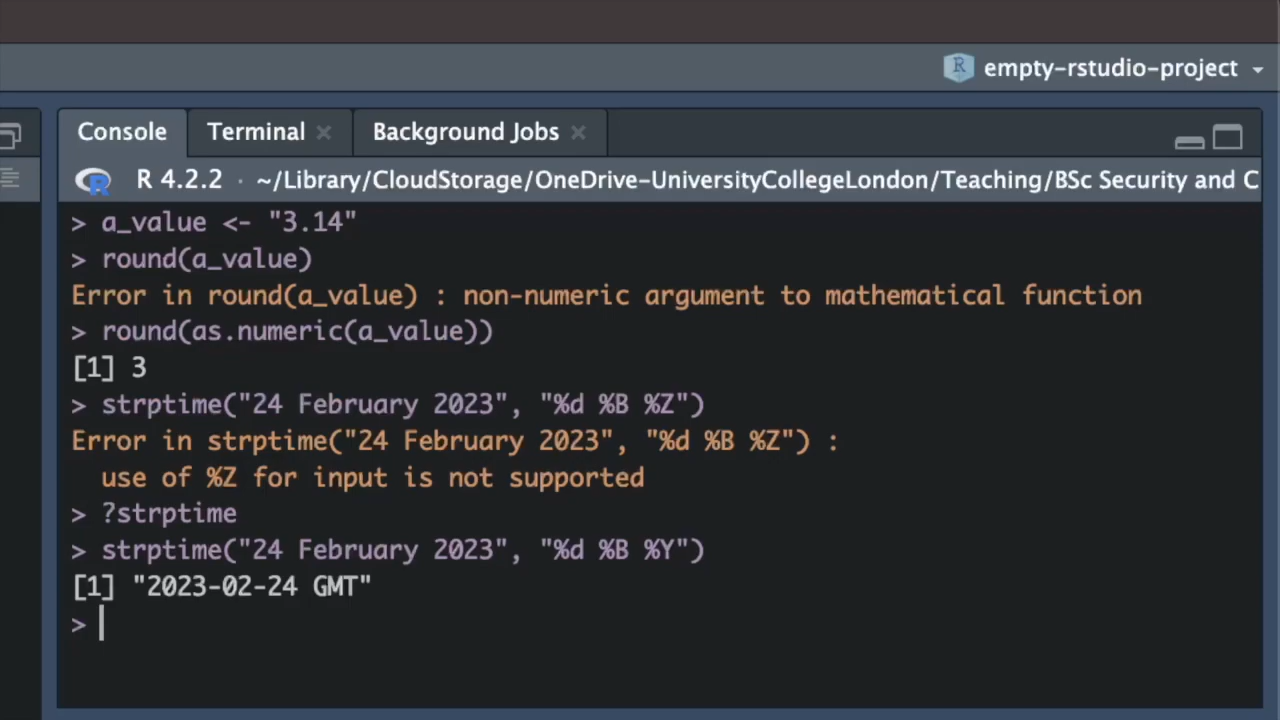 empty-rstudio-project
Console Terminal Background Jobs
R 4.2.2 · ~/Library/CloudStorage/OneDrive-UniversityCollegeLondon/Teaching/BSc Security and C
> a_value <- "3.14"
> round(a_value)
Error in round(a_value) : non-numeric argument to mathematical function
> round(as.numeric(a_value))
[1] 3
> strptime("24 February 2023", "%d %B %Z")
Error in strptime("24 February 2023", "%d %B %Z") :
  use of %Z for input is not supported
> ?strptime
> strptime("24 February 2023", "%d %B %Y")
[1] "2023-02-24 GMT"
>